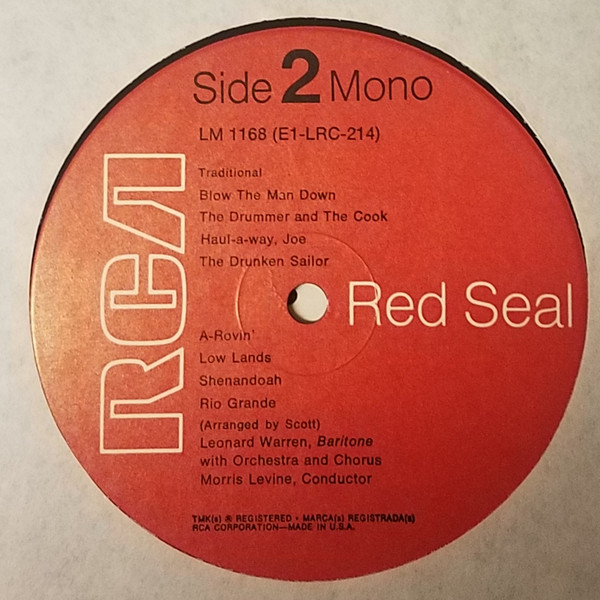 Side 2 Mono
LM 1168 (E1-LRC-214)
RCA
Traditional
Blow The Man Down
The Drummer and The Cook
Haul-a-way, Joe
The Drunken Sailor
Red Seal
A-Rovin'
Low Lands
Shenandoah
Rio Grande
(Arranged by Scott)
Leonard Warren, Baritone
with Orchestra and Chorus
Morris Levine, Conductor
TMK(s) ® REGISTERED • MARCA(s) REGISTRADA(s)
RCA CORPORATION—MADE IN U.S.A.